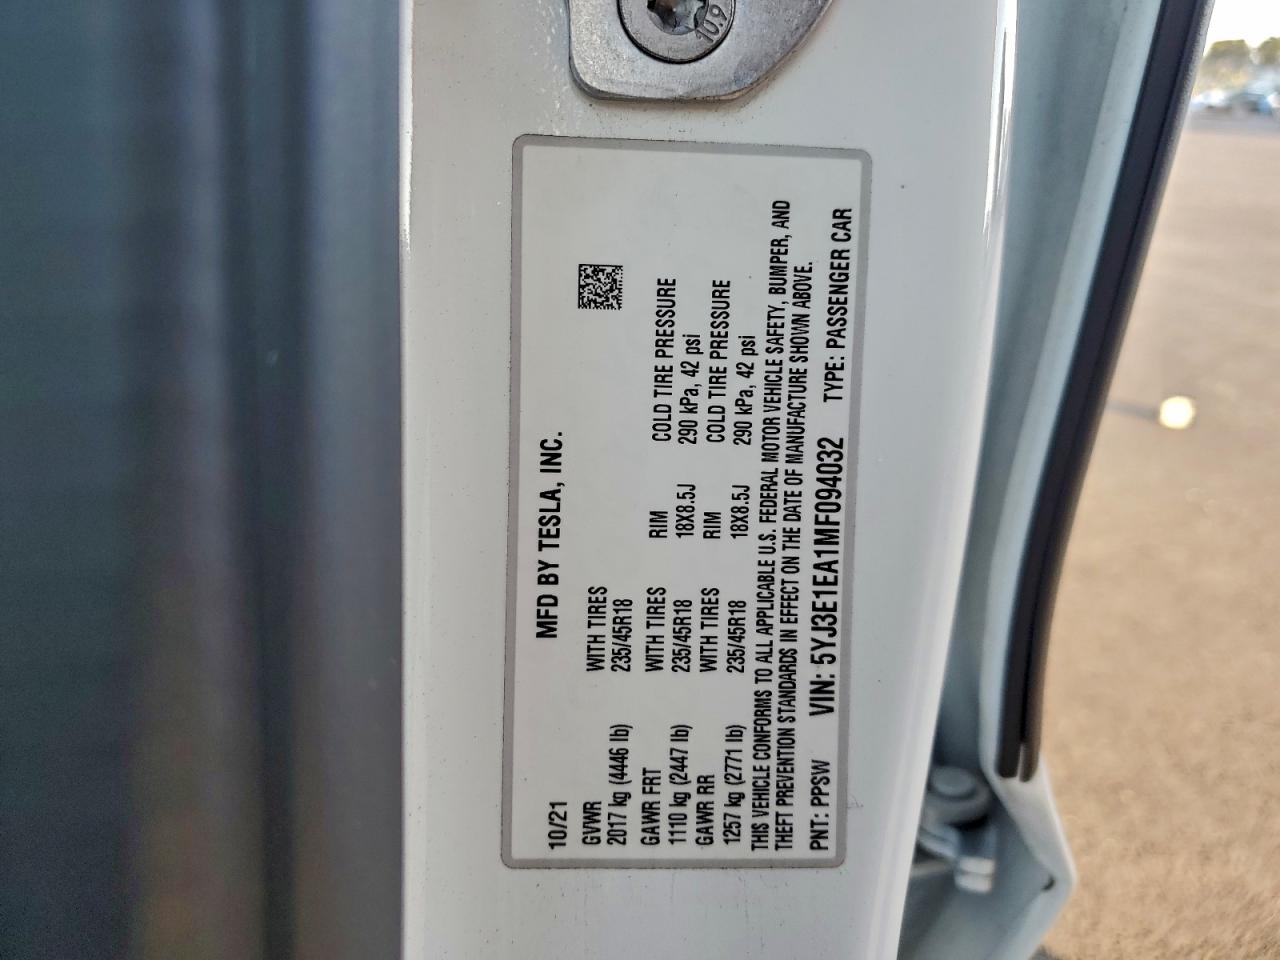 10.9
10/21 MFD BY TESLA, INC.
GVWR WITH TIRES
2017 kg (4446 lb) 235/45R18
GAWR FRT WITH TIRES RIM COLD TIRE PRESSURE
1110 kg (2447 lb) 235/45R18 18X8.5J 290 kPa, 42 psi
GAWR RR WITH TIRES RIM COLD TIRE PRESSURE
1257 kg (2771 lb) 235/45R18 18X8.5J 290 kPa, 42 psi
THIS VEHICLE CONFORMS TO ALL APPLICABLE U.S. FEDERAL MOTOR VEHICLE SAFETY, BUMPER, AND
THEFT PREVENTION STANDARDS IN EFFECT ON THE DATE OF MANUFACTURE SHOWN ABOVE.
PNT: PPSW VIN: 5YJ3E1EA1MF094032 TYPE: PASSENGER CAR